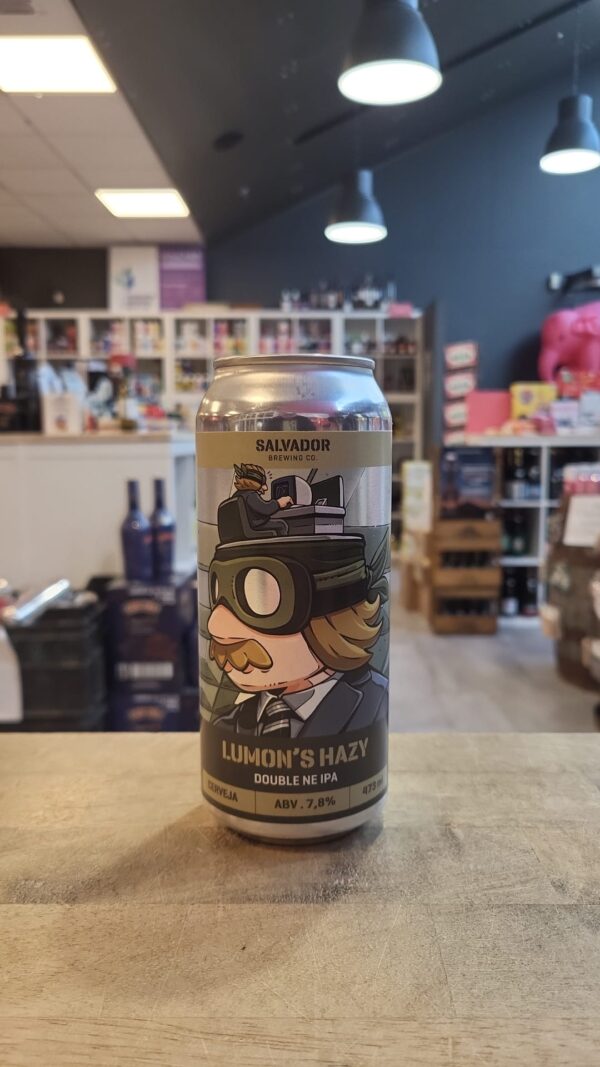 SALVADOR
BREWING CO.
LUMON'S HAZY
DOUBLE NE IPA
CERVEJA
ABV . 7,8%
473 ml